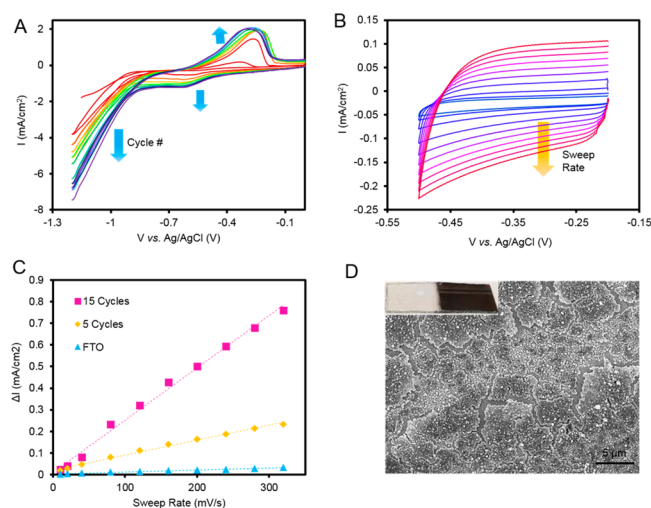 A
I (mA/cm²)
2
0
-2
-4
-6
-8
Cycle #
-1.3
-1
-0.7
-0.4
-0.1
V vs. Ag/AgCl (V)
B
I (mA/cm²)
0.15
0.1
0.05
0
-0.05
-0.1
-0.15
-0.2
-0.25
Sweep
Rate
-0.55
-0.45
-0.35
-0.25
-0.15
V vs. Ag/AgCl (V)
C
ΔI (mA/cm2)
0.9
0.8
0.7
0.6
0.5
0.4
0.3
0.2
0.1
0
15 Cycles
5 Cycles
FTO
0
100
200
300
Sweep Rate (mV/s)
D
5 µm